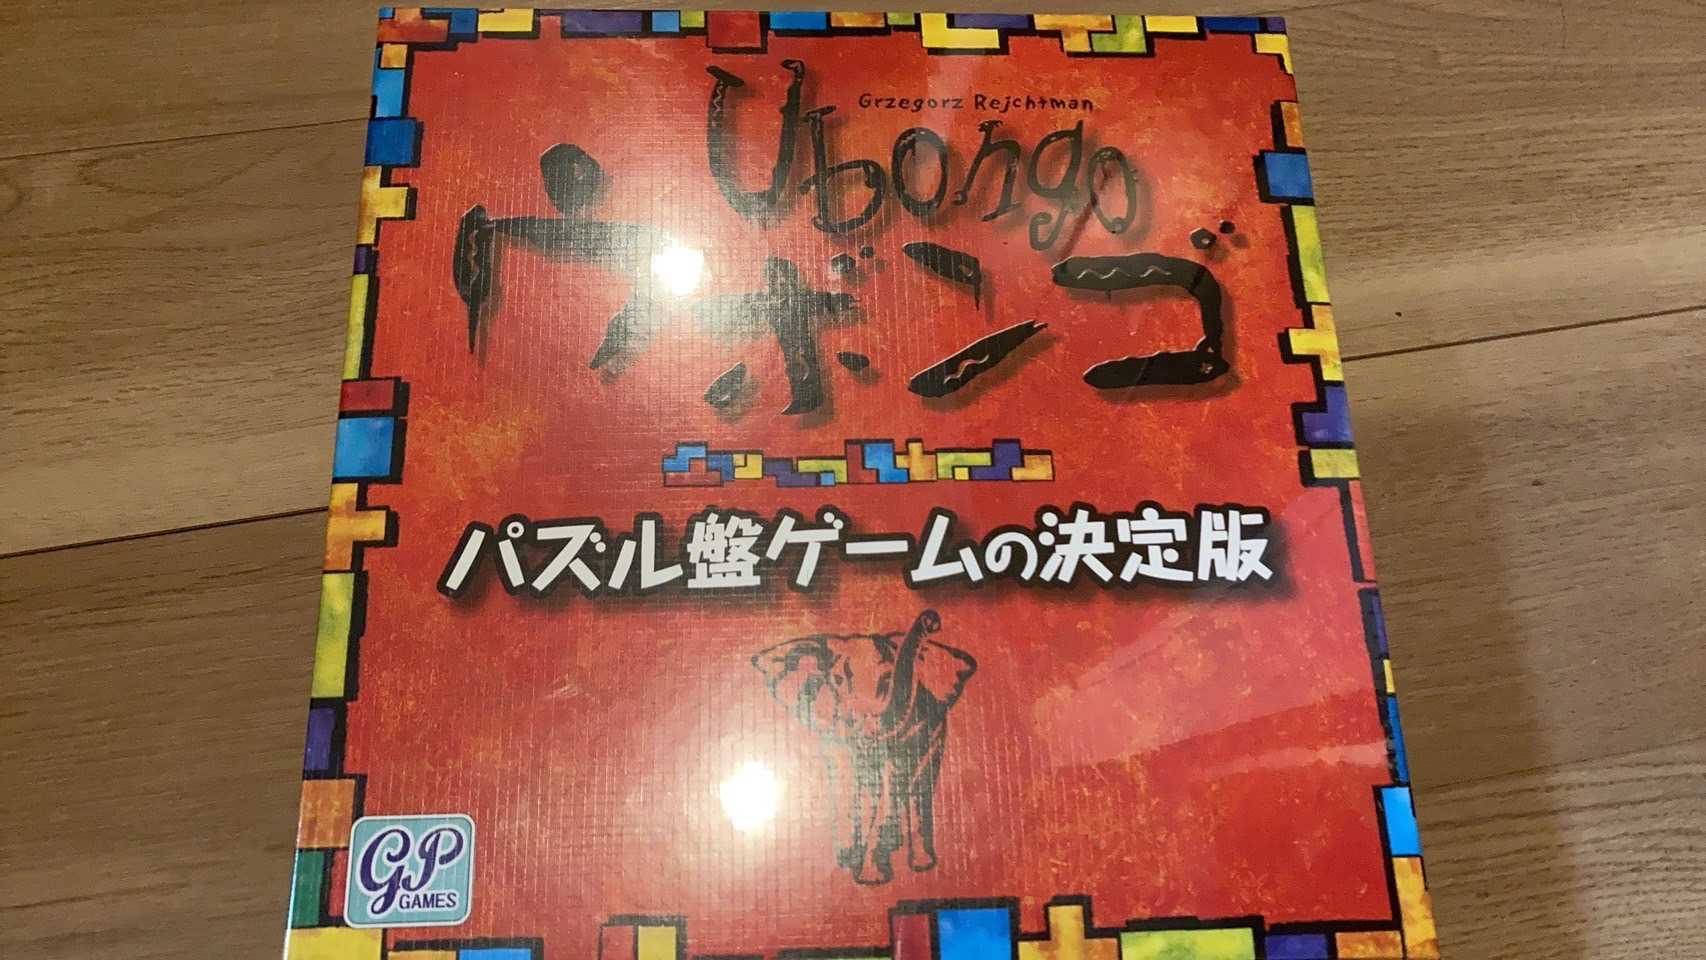 Grzegorz Rejchtman
Ubongo
ウボンゴ
パズル盤ゲームの決定版
GP
GAMES